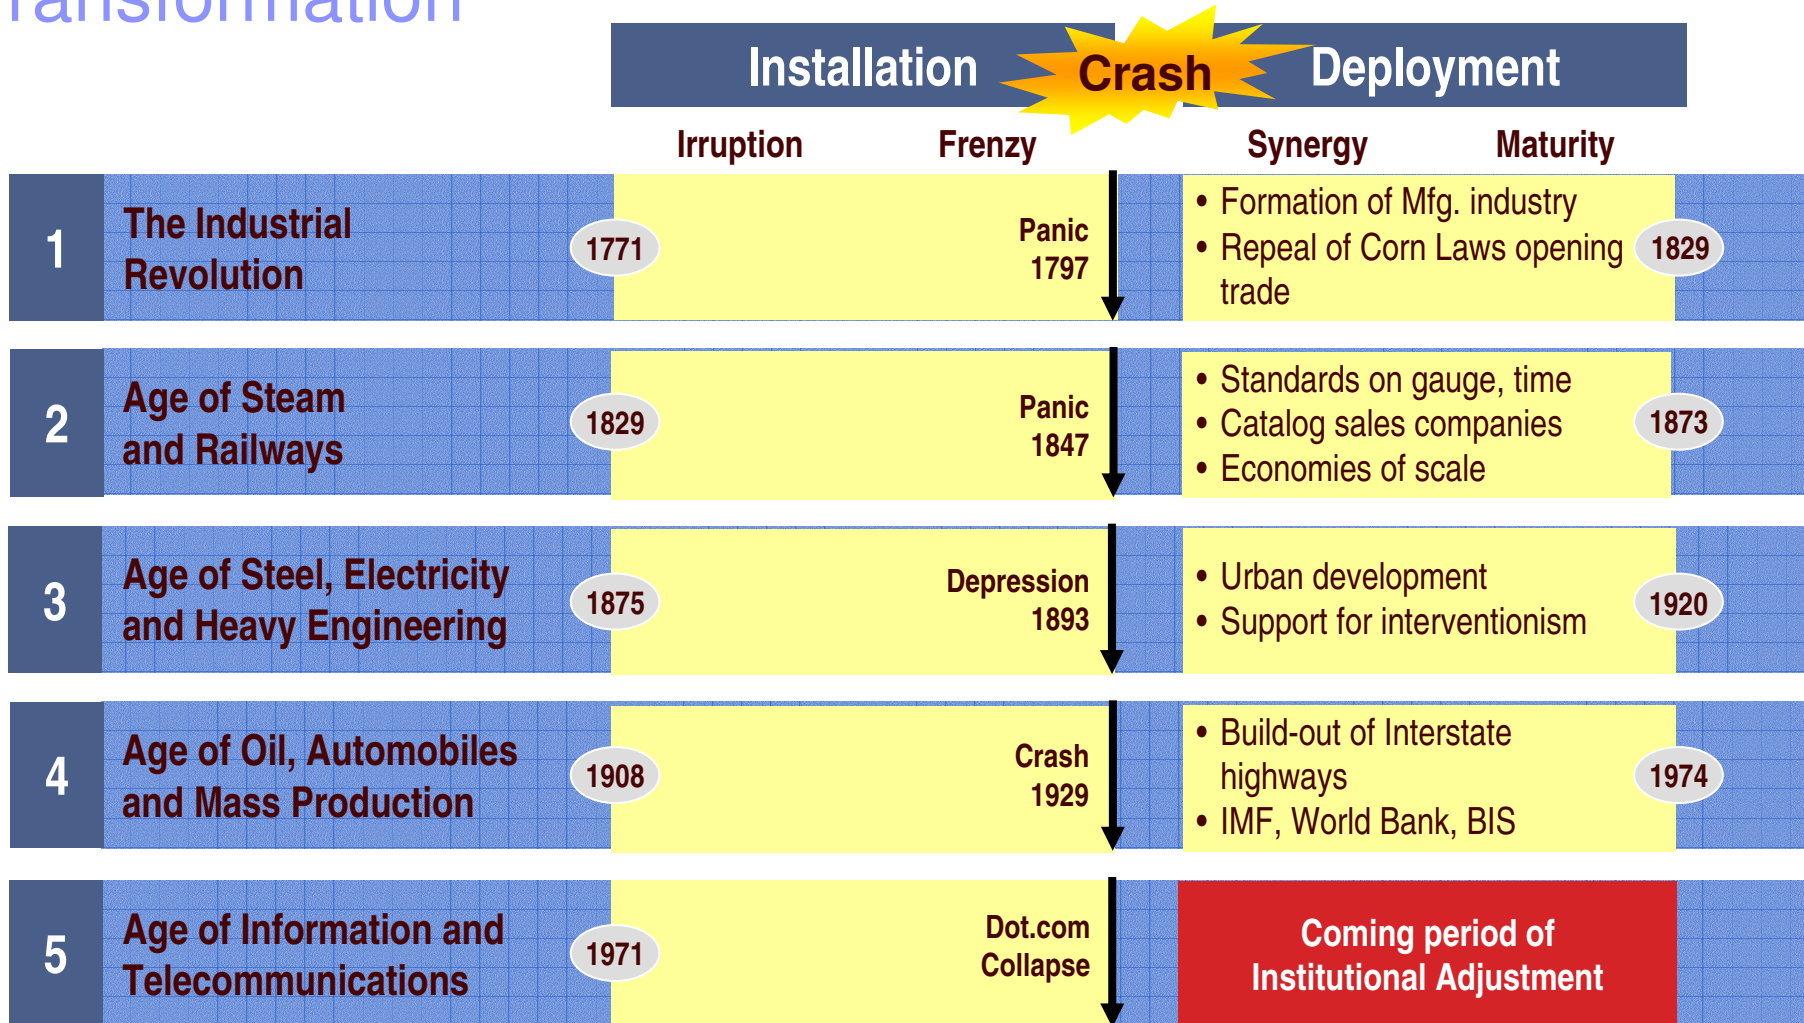 ransformation
Installation Crash Deployment
Irruption Frenzy Synergy Maturity
1
The Industrial
Revolution
1771
Panic
1797
• Formation of Mfg. industry
• Repeal of Corn Laws opening
trade
1829
2
Age of Steam
and Railways
1829
Panic
1847
• Standards on gauge, time
• Catalog sales companies
• Economies of scale
1873
3
Age of Steel, Electricity
and Heavy Engineering
1875
Depression
1893
• Urban development
• Support for interventionism
1920
4
Age of Oil, Automobiles
and Mass Production
1908
Crash
1929
• Build-out of Interstate
highways
• IMF, World Bank, BIS
1974
5
Age of Information and
Telecommunications
1971
Dot.com
Collapse
Coming period of
Institutional Adjustment